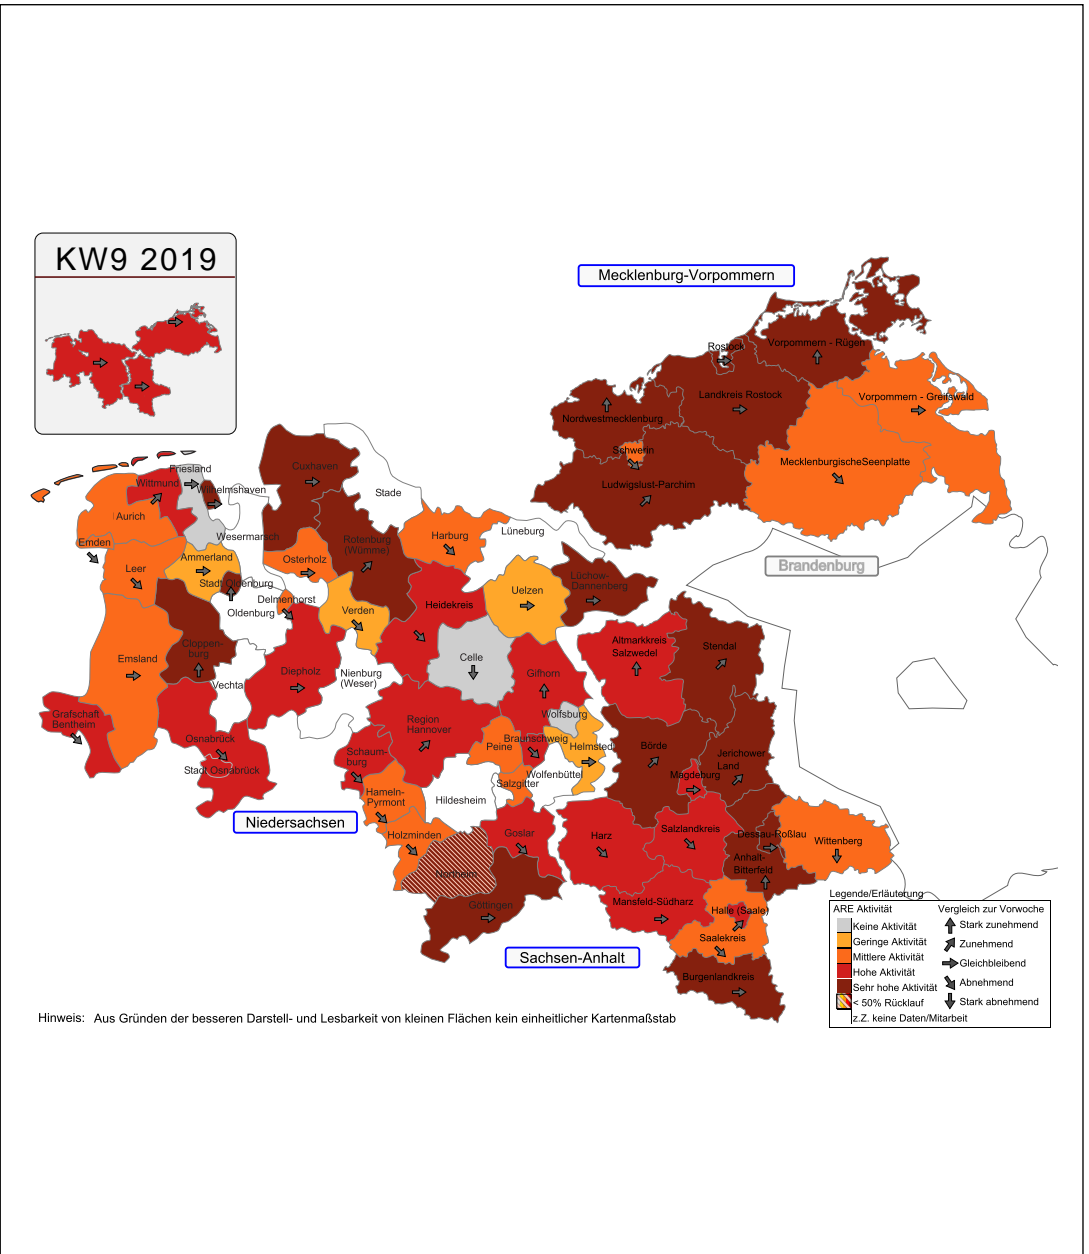 KW9 2019
Mecklenburg-Vorpommern
Rostock
Vorpommern - Rügen
Landkreis Rostock
Vorpommern - Greifswald
Nordwestmecklenburg
Schwerin
MecklenburgischeSeenplatte
Ludwigslust-Parchim
Brandenburg
Cuxhaven
Friesland
Wittmund
Wilhelmshaven
Stade
Aurich
Wesermarsch
Emden
Harburg
Lüneburg
Rotenburg
(Wümme)
Ammerland
Osterholz
Leer
Stadt Oldenburg
Lüchow-
Dannenberg
Uelzen
Delmenhorst
Oldenburg
Verden
Heidekreis
Cloppen-
burg
Emsland
Celle
Altmarkkreis
Salzwedel
Stendal
Diepholz
Nienburg
(Weser)
Gifhorn
Vechta
Grafschaft
Bentheim
Region
Hannover
Wolfsburg
Osnabrück
Braunschweig
Peine
Helmstedt
Börde
Schaum-
burg
Jerichower
Land
Stadt Osnabrück
Wolfenbüttel
Magdeburg
Salzgitter
Hameln-
Pyrmont
Hildesheim
Niedersachsen
Holzminden
Goslar
Harz
Salzlandkreis
Dessau-Roßlau
Wittenberg
Anhalt-
Bitterfeld
Northeim
Göttingen
Mansfeld-Südharz
Halle (Saale)
Saalekreis
Sachsen-Anhalt
Burgenlandkreis
Legende/Erläuterung
ARE Aktivität
Vergleich zur Vorwoche
Keine Aktivität
Stark zunehmend
Geringe Aktivität
Zunehmend
Mittlere Aktivität
Gleichbleibend
Hohe Aktivität
Abnehmend
Sehr hohe Aktivität
< 50% Rücklauf
Stark abnehmend
z.Z. keine Daten/Mitarbeit
Hinweis: Aus Gründen der besseren Darstell- und Lesbarkeit von kleinen Flächen kein einheitlicher Kartenmaßstab